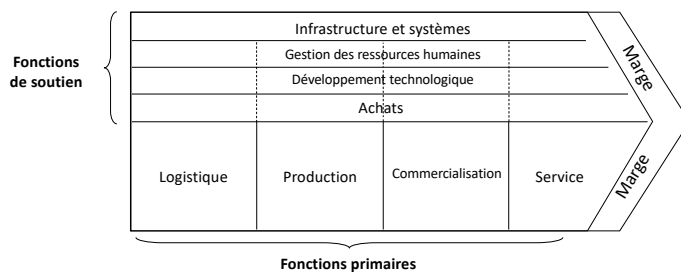 Infrastructure et systèmes
Gestion des ressources humaines
Fonctions
de soutien
Développement technologique
Achats
Marge
Logistique
Production
Commercialisation
Service
Marge
Fonctions primaires